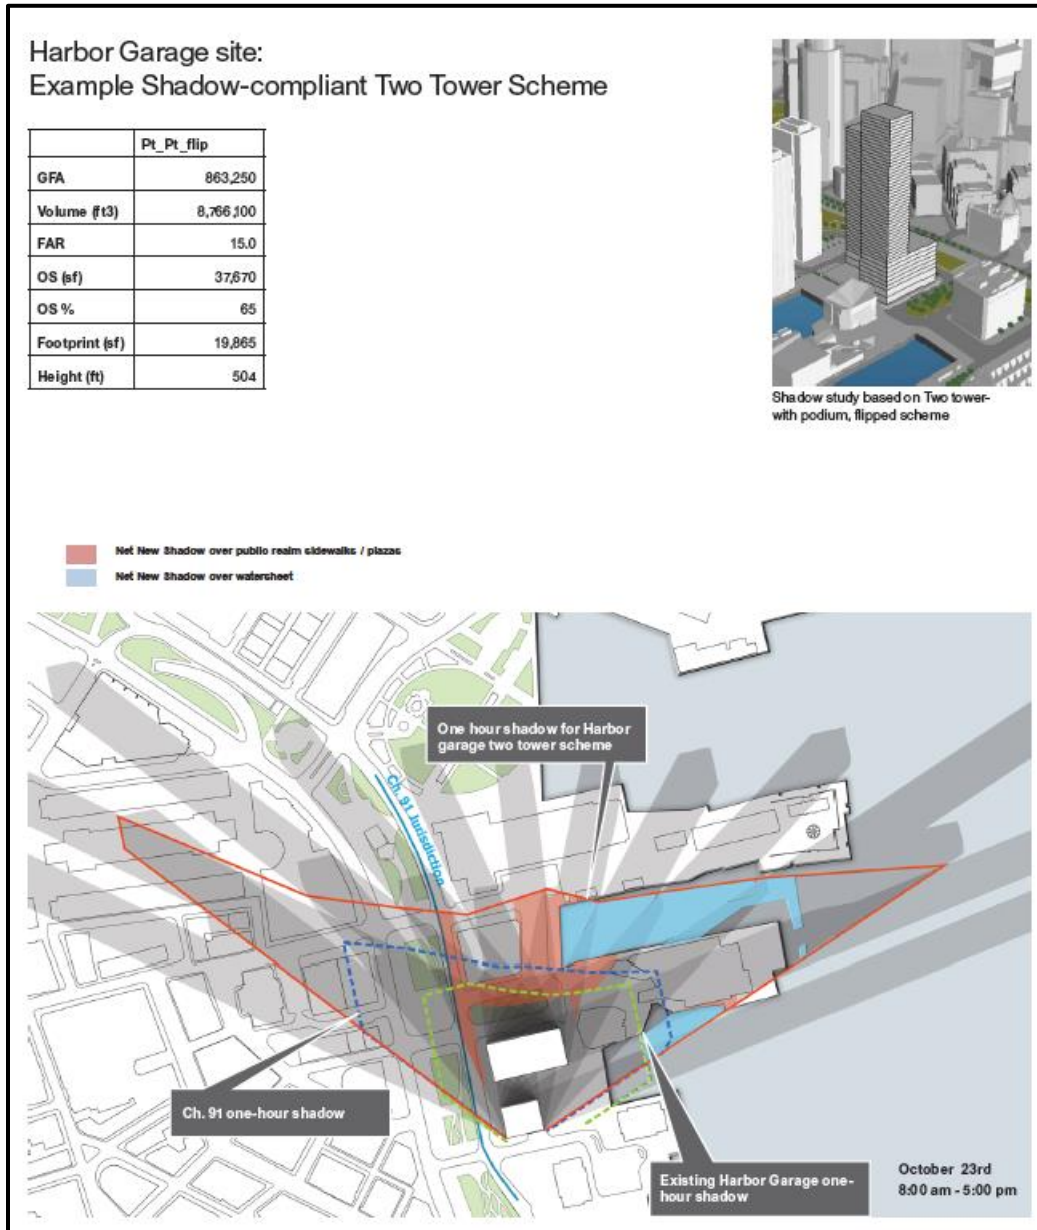 Harbor Garage site:
Example Shadow-compliant Two Tower Scheme
Pt_Pt_flip
GFA 863,250
Volume (ft3) 8,766,100
FAR 15.0
OS (sf) 37,670
OS % 65
Footprint (sf) 19,865
Height (ft) 504
Shadow study based on Two tower-
with podium, flipped scheme
Net New Shadow over public realm sidewalks / plazas
Net New Shadow over watersheet
One hour shadow for Harbor
garage two tower scheme
Ch. 91 Jurisdiction
Ch. 91 one-hour shadow
Existing Harbor Garage one-
hour shadow
October 23rd
8:00 am - 5:00 pm